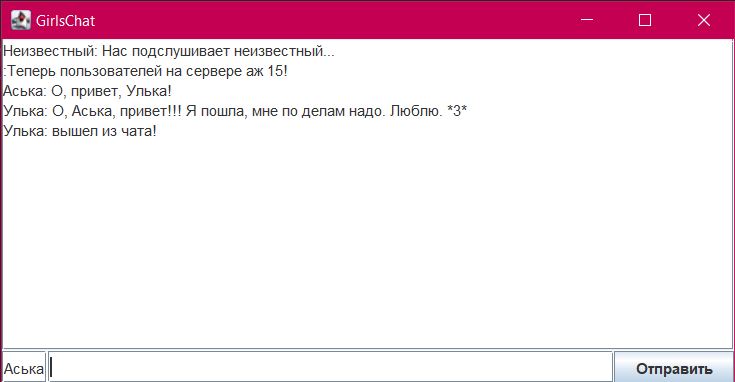 GirlsChat
Неизвестный: Нас подслушивает неизвестный...
:Теперь пользователей на сервере аж 15!
Аська: О, привет, Улька!
Улька: О, Аська, привет!!! Я пошла, мне по делам надо. Люблю. *3*
Улька: вышел из чата!
Аська
Отправить